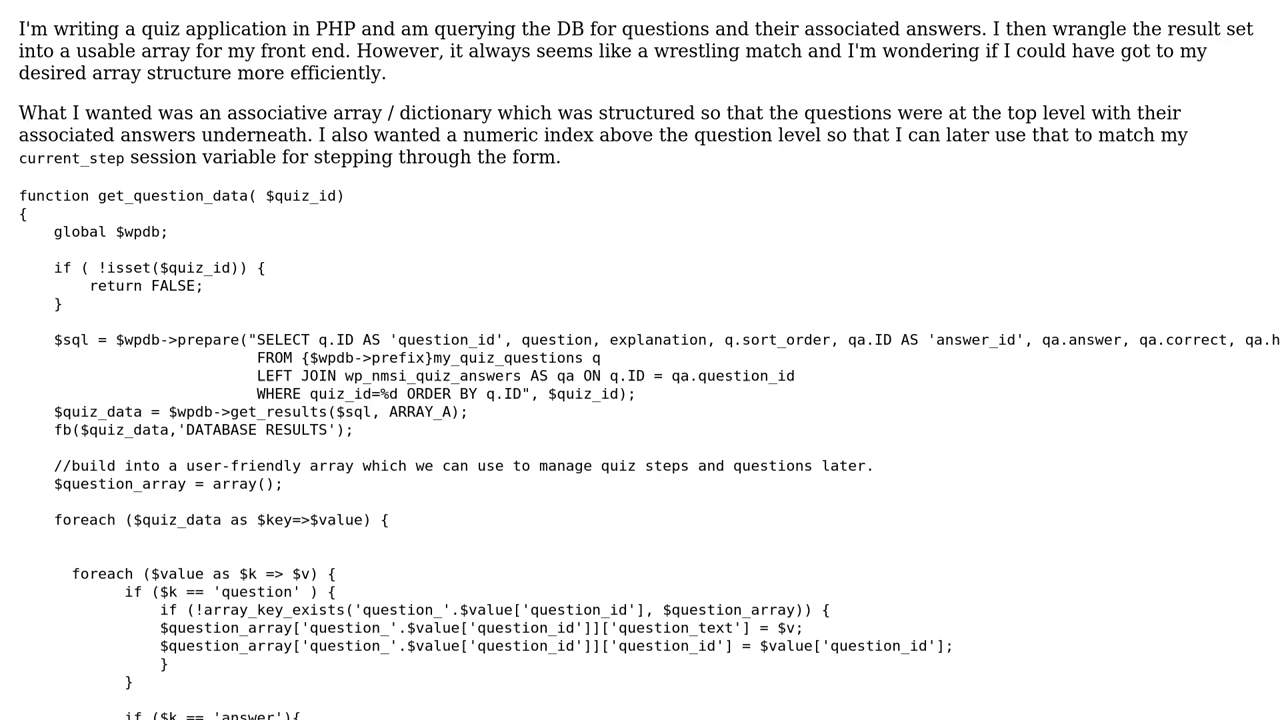 I'm writing a quiz application in PHP and am querying the DB for questions and their associated answers. I then wrangle the result set
into a usable array for my front end. However, it always seems like a wrestling match and I'm wondering if I could have got to my
desired array structure more efficiently.
What I wanted was an associative array / dictionary which was structured so that the questions were at the top level with their
associated answers underneath. I also wanted a numeric index above the question level so that I can later use that to match my
current_step session variable for stepping through the form.
function get_question_data( $quiz_id)
{
    global $wpdb;
    if ( !isset($quiz_id)) {
        return FALSE;
    }
    $sql = $wpdb->prepare("SELECT q.ID AS 'question_id', question, explanation, q.sort_order, qa.ID AS 'answer_id', qa.answer, qa.correct, qa.h
                           FROM {$wpdb->prefix}my_quiz_questions q
                           LEFT JOIN wp_nmsi_quiz_answers AS qa ON q.ID = qa.question_id
                           WHERE quiz_id=%d ORDER BY q.ID", $quiz_id);
    $quiz_data = $wpdb->get_results($sql, ARRAY_A);
    fb($quiz_data,'DATABASE RESULTS');
    //build into a user-friendly array which we can use to manage quiz steps and questions later.
    $question_array = array();
    foreach ($quiz_data as $key=>$value) {
      foreach ($value as $k => $v) {
            if ($k == 'question' ) {
                if (!array_key_exists('question_'.$value['question_id'], $question_array)) {
                $question_array['question_'.$value['question_id']]['question_text'] = $v;
                $question_array['question_'.$value['question_id']]['question_id'] = $value['question_id'];
                }
            }
            if ($k == 'answer'){